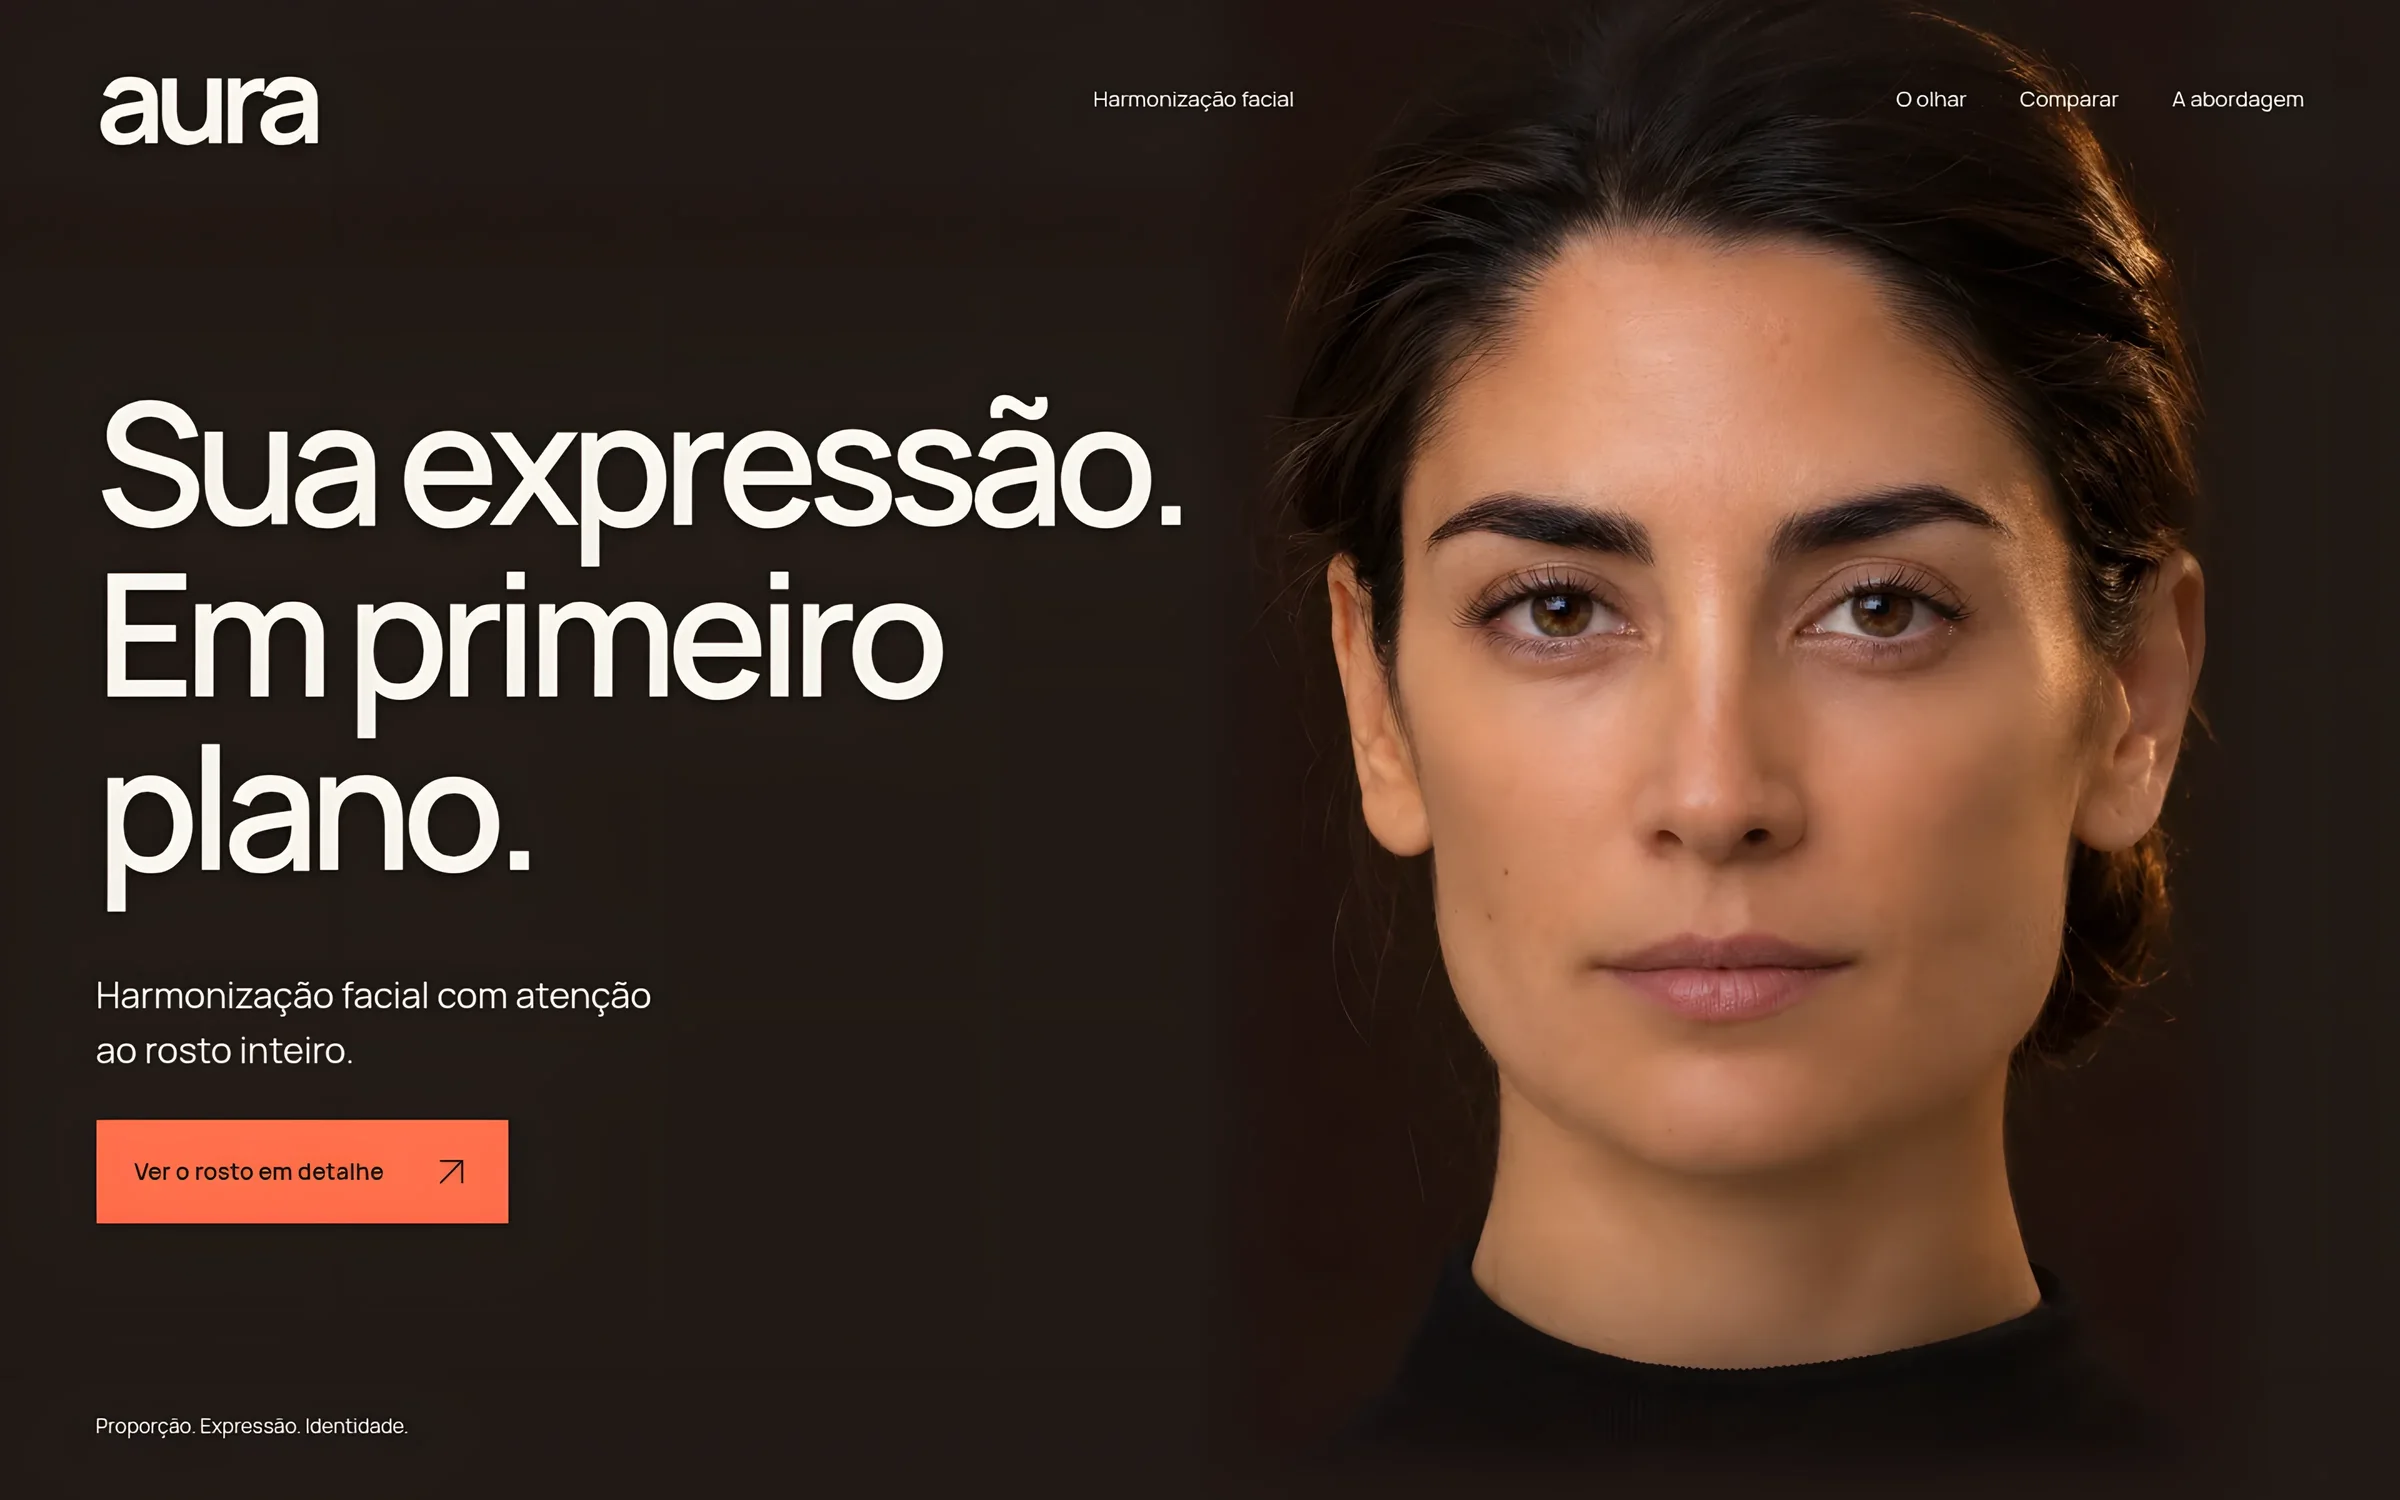 aura
Harmonização facial
O olhar
Comparar
A abordagem
Sua expressão.
Em primeiro
plano.
Harmonização facial com atenção
ao rosto inteiro.
Ver o rosto em detalhe
Proporção. Expressão. Identidade.